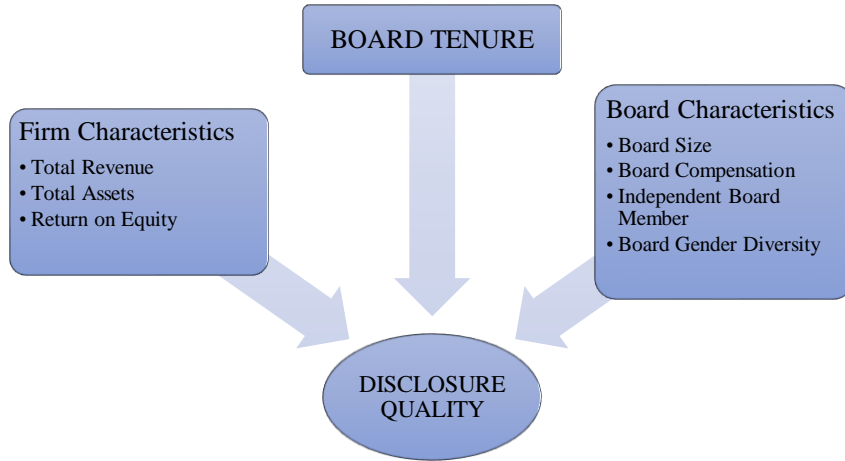 BOARD TENURE
Firm Characteristics
• Total Revenue
• Total Assets
• Return on Equity
Board Characteristics
• Board Size
• Board Compensation
• Independent Board
Member
• Board Gender Diversity
DISCLOSURE
QUALITY